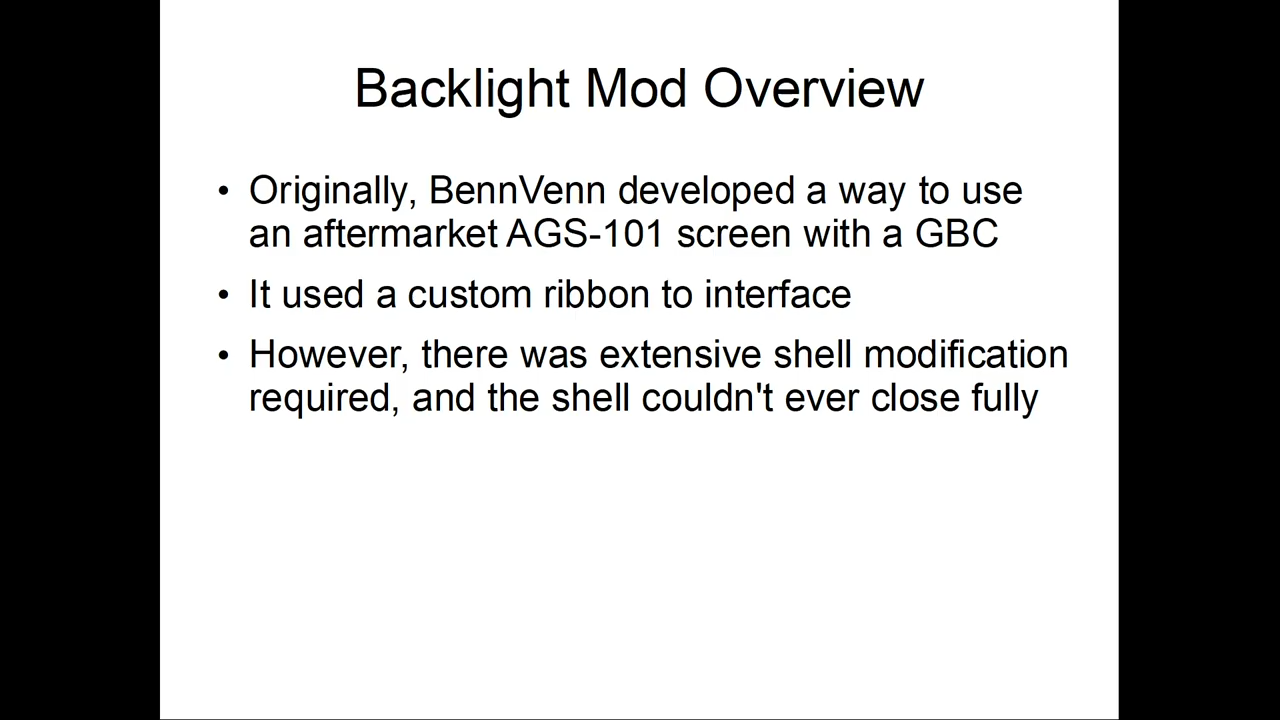 Backlight Mod Overview
• Originally, BennVenn developed a way to use
an aftermarket AGS-101 screen with a GBC
• It used a custom ribbon to interface
• However, there was extensive shell modification
required, and the shell couldn't ever close fully